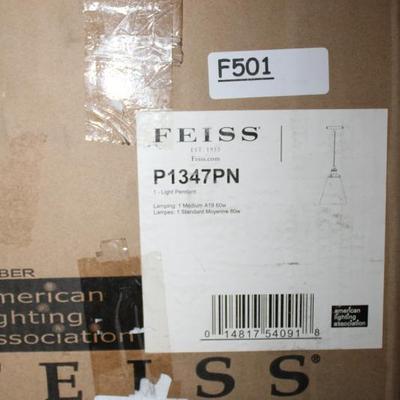 F501
FEISS®
EST. 1955
Feiss.com
P1347PN
1 - Light Pendant
Lamping: 1 Medium A19 60w
Lampes: 1 Standard Moyenne 60w
BER
american
lighting
association
american
lighting
association
0 14817 54091 8
FEISS®